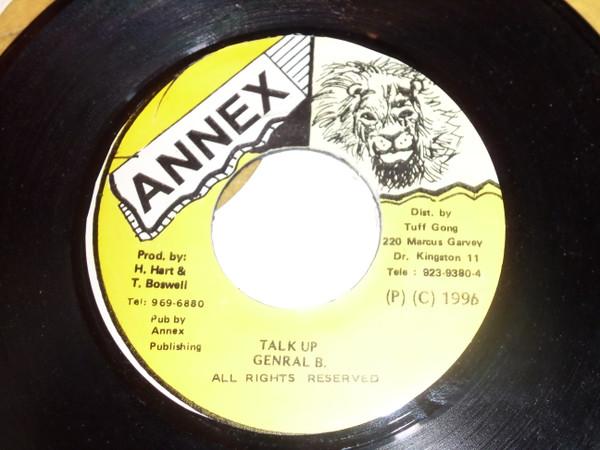 ANNEX
Prod. by:
H. Hart &
T. Boswell
Tel: 969-6880
Pub by
Annex
Publishing
Dist. by
Tuff Gong
220 Marcus Garvey
Dr. Kingston 11
Tele : 923-9380-4
(P) (C) 1996
TALK UP
GENRAL B.
ALL RIGHTS RESERVED